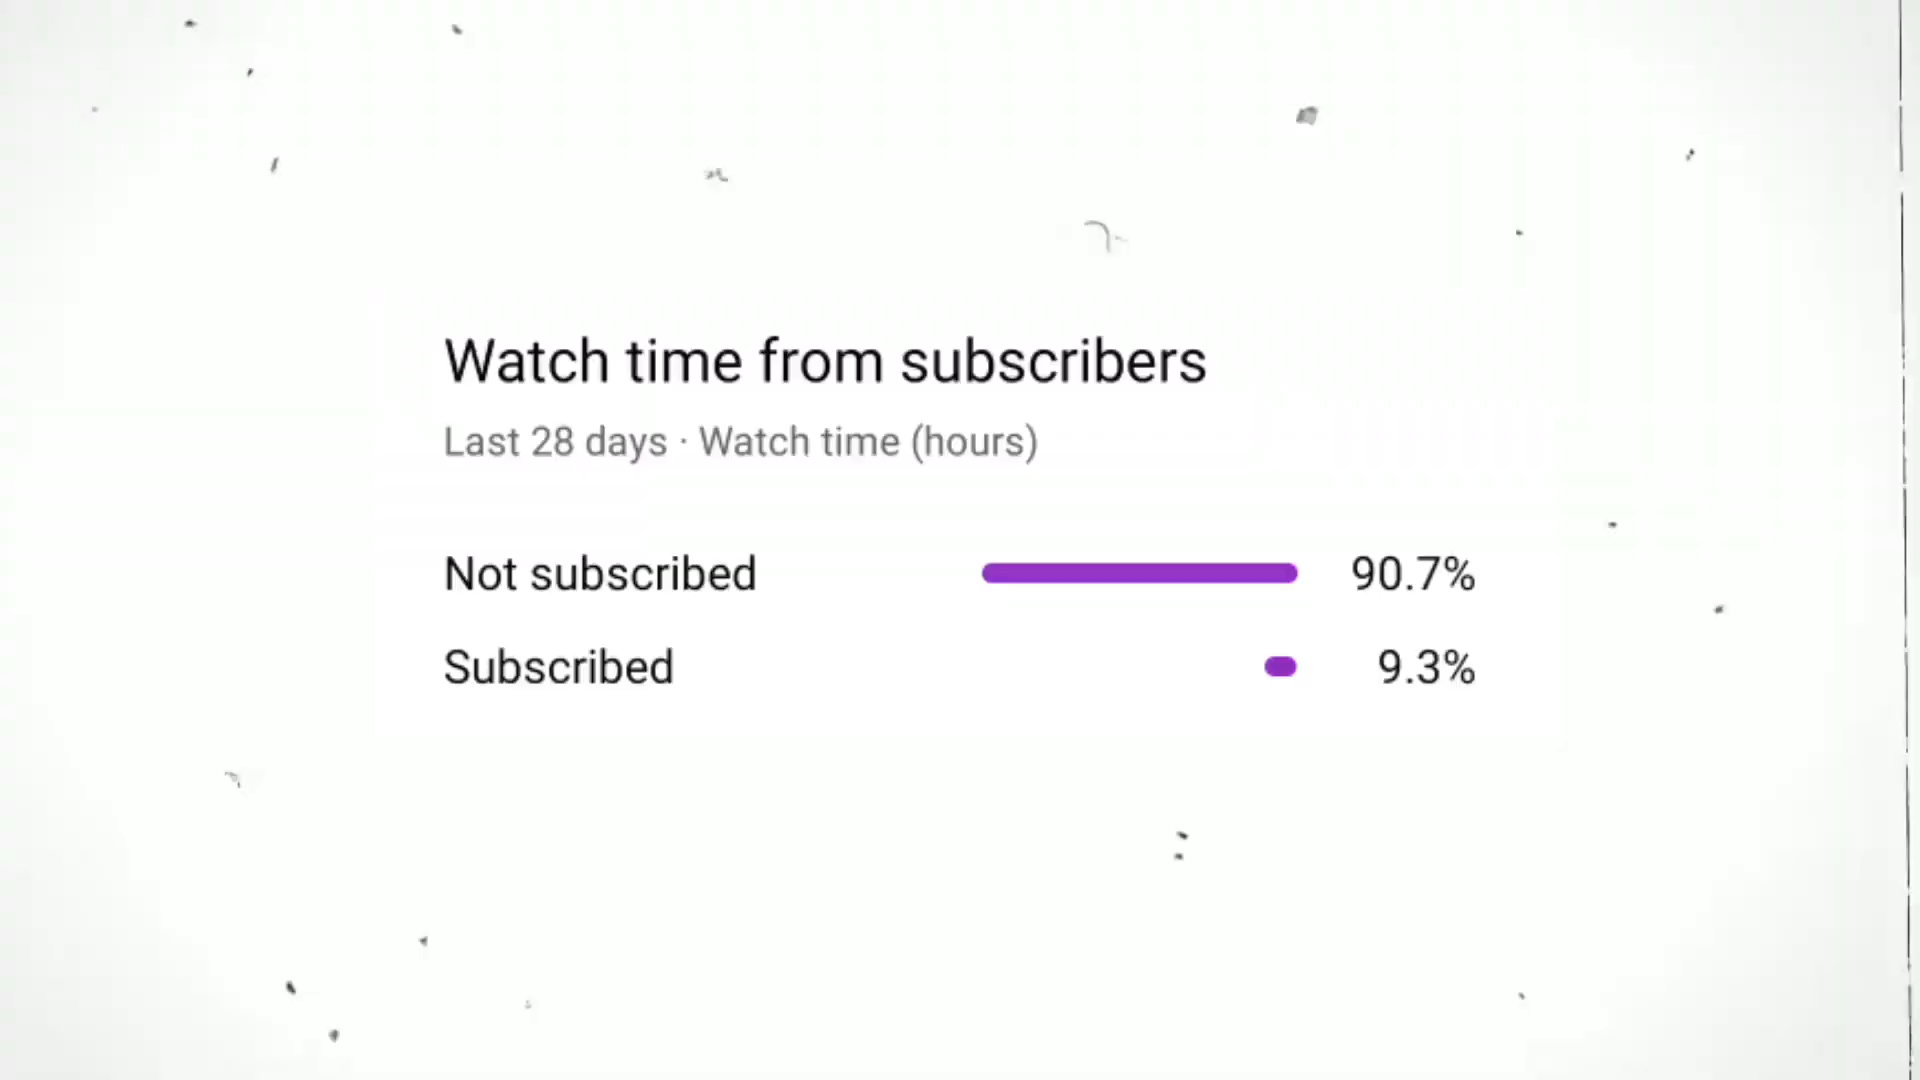 Watch time from subscribers
Last 28 days · Watch time (hours)
Not subscribed 90.7%
Subscribed 9.3%